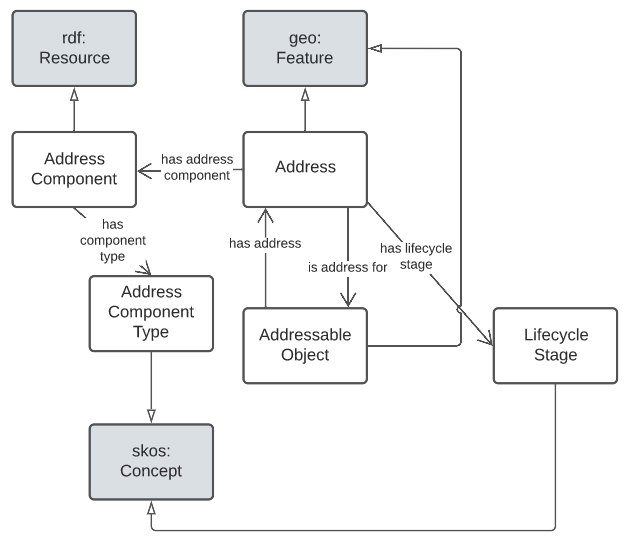 rdf:
Resource
geo:
Feature
Address
Component
has address
component
Address
has
component
type
has address
is address for
has lifecycle
stage
Address
Component
Type
Addressable
Object
Lifecycle
Stage
skos:
Concept